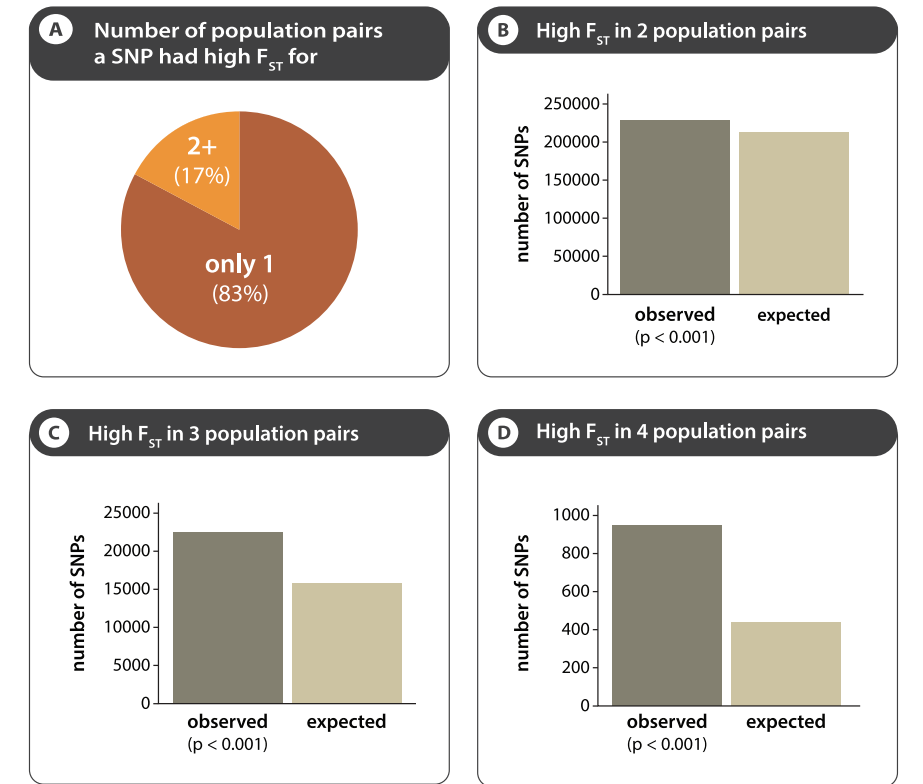 A
Number of population pairs
a SNP had high FST for
2+
(17%)
only 1
(83%)
B
High FST in 2 population pairs
number of SNPs
250000
200000
150000
100000
50000
0
observed
(p < 0.001)
expected
C
High FST in 3 population pairs
number of SNPs
25000
20000
15000
10000
5000
0
observed
(p < 0.001)
expected
D
High FST in 4 population pairs
number of SNPs
1000
800
600
400
200
0
observed
(p < 0.001)
expected